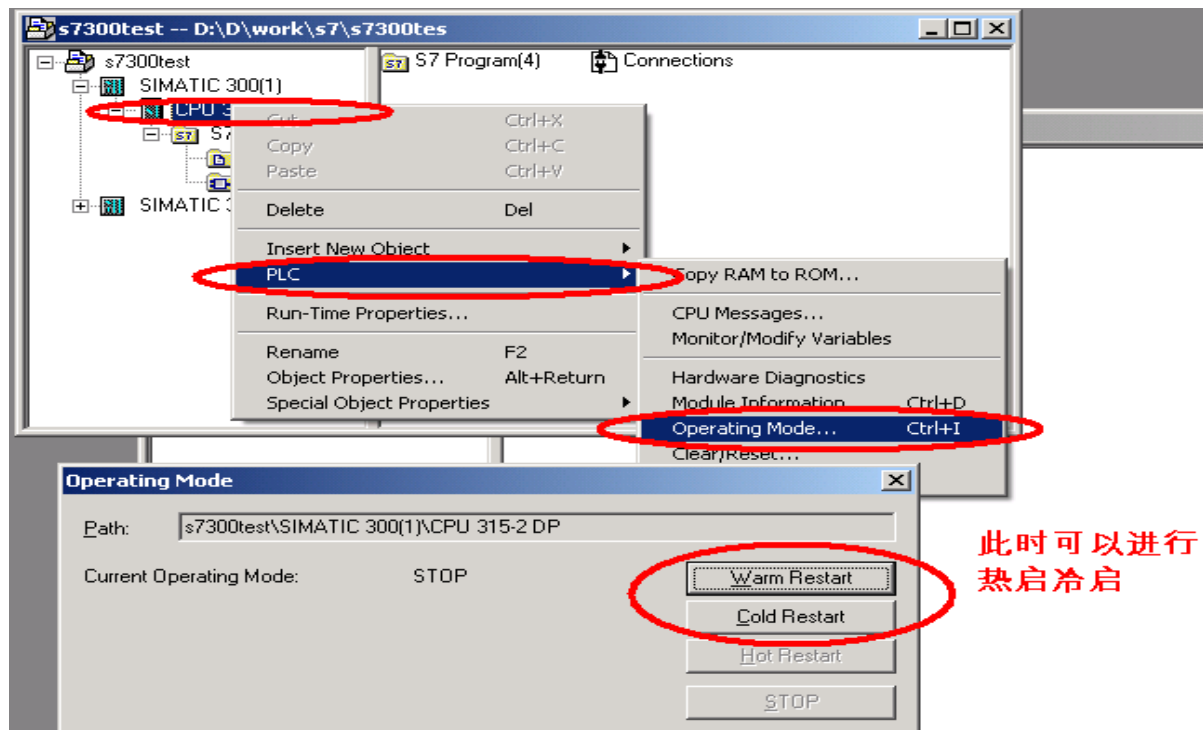 s7300test -- D:\D\work\s7\s7300tes
s7300test
S7 Program(4)
Connections
SIMATIC 300(1)
CPU 3
S7
SIMATIC
Cut Ctrl+X
Copy Ctrl+C
Paste Ctrl+V
Delete Del
Insert New Object
PLC
Run-Time Properties...
Rename F2
Object Properties... Alt+Return
Special Object Properties
Copy RAM to ROM...
CPU Messages...
Monitor/Modify Variables
Hardware Diagnostics
Module Information Ctrl+D
Operating Mode... Ctrl+I
Clear/Reset...
Operating Mode
Path: s7300test\SIMATIC 300(1)\CPU 315-2 DP
Current Operating Mode: STOP
Warm Restart
Cold Restart
Hot Restart
STOP
此时可以进行
热启冷启